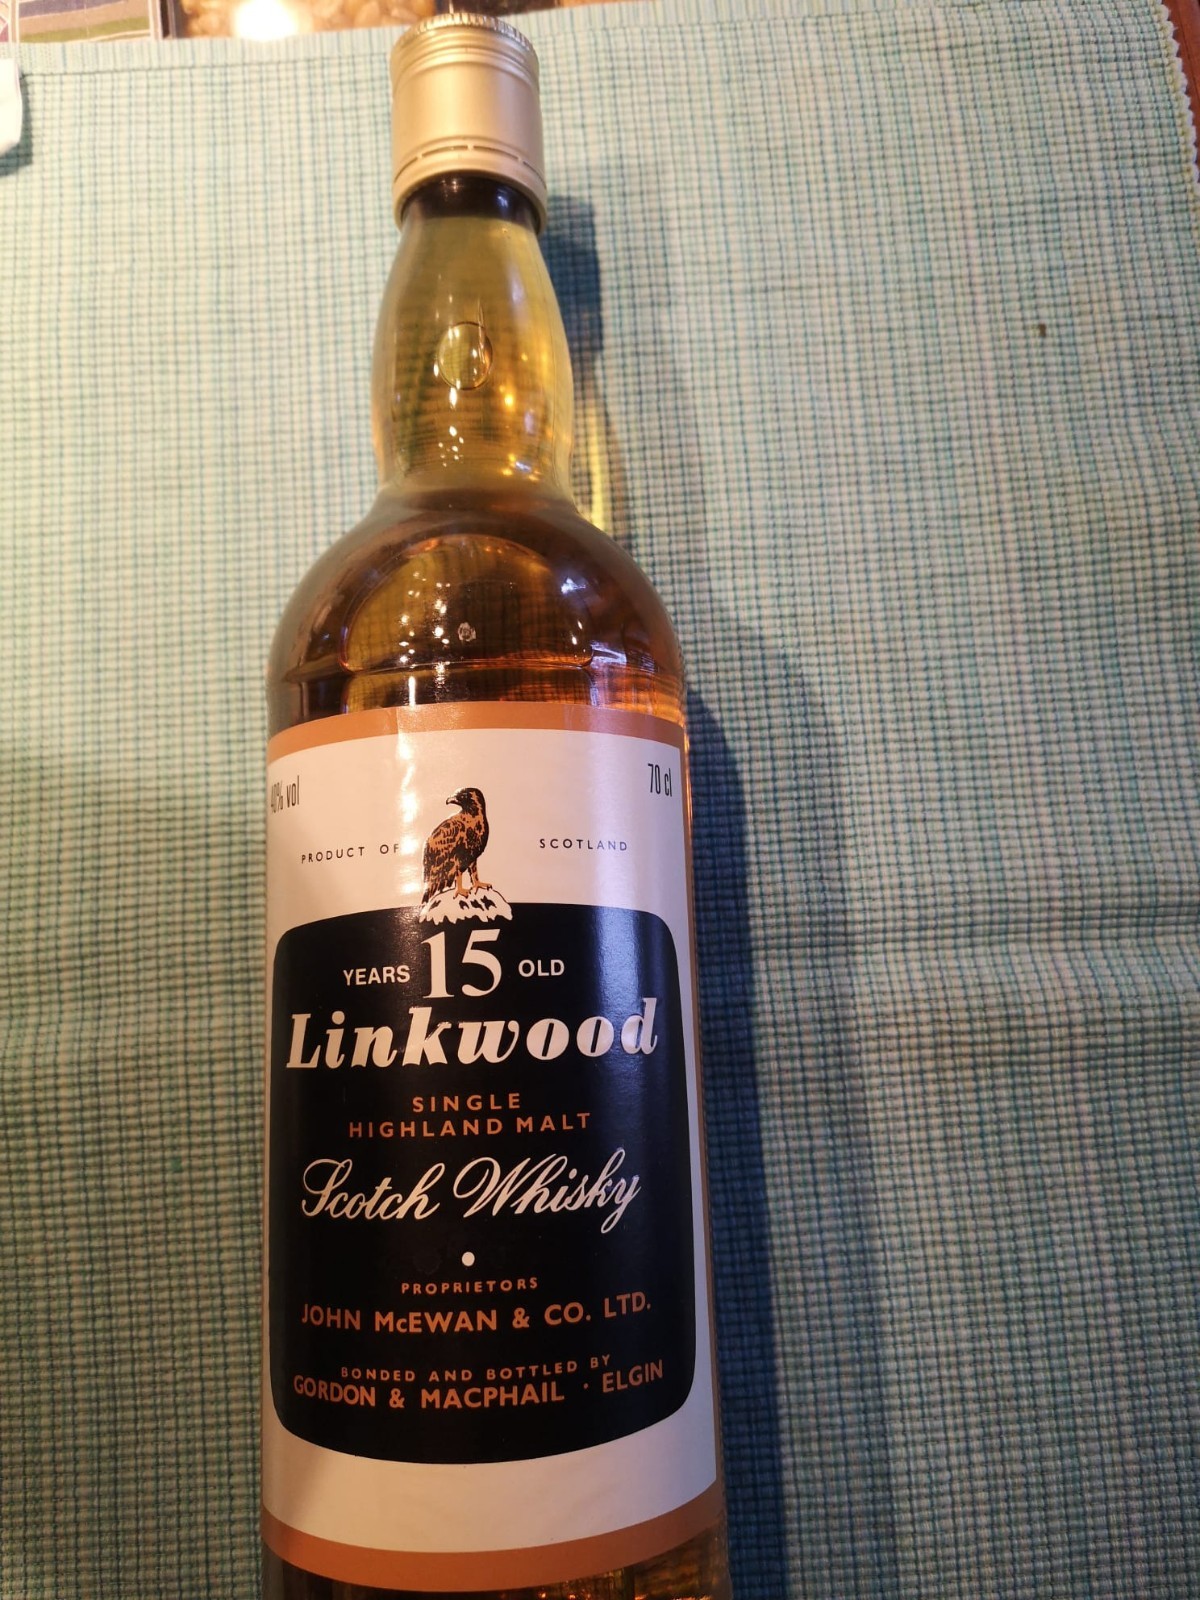 40% vol
70 cl
PRODUCT OF SCOTLAND
YEARS 15 OLD
Linkwood
SINGLE
HIGHLAND MALT
Scotch Whisky
PROPRIETORS
JOHN McEWAN & CO. LTD.
BONDED AND BOTTLED BY
GORDON & MACPHAIL · ELGIN